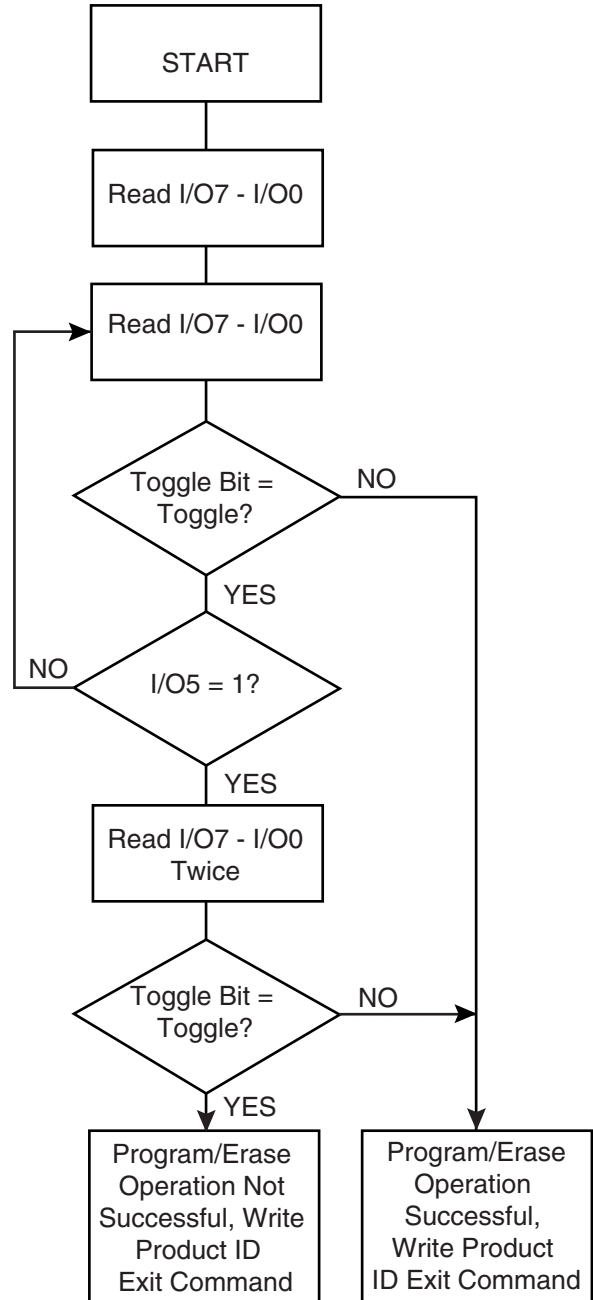 START
Read I/O7 - I/O0
Read I/O7 - I/O0
Toggle Bit =
Toggle?
NO
YES
NO
I/O5 = 1?
YES
Read I/O7 - I/O0
Twice
Toggle Bit =
Toggle?
NO
YES
Program/Erase
Operation Not
Successful, Write
Product ID
Exit Command
Program/Erase
Operation
Successful,
Write Product
ID Exit Command